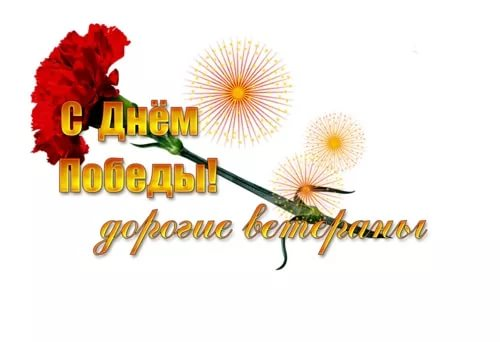 С Днём
Победы!
дорогие ветераны